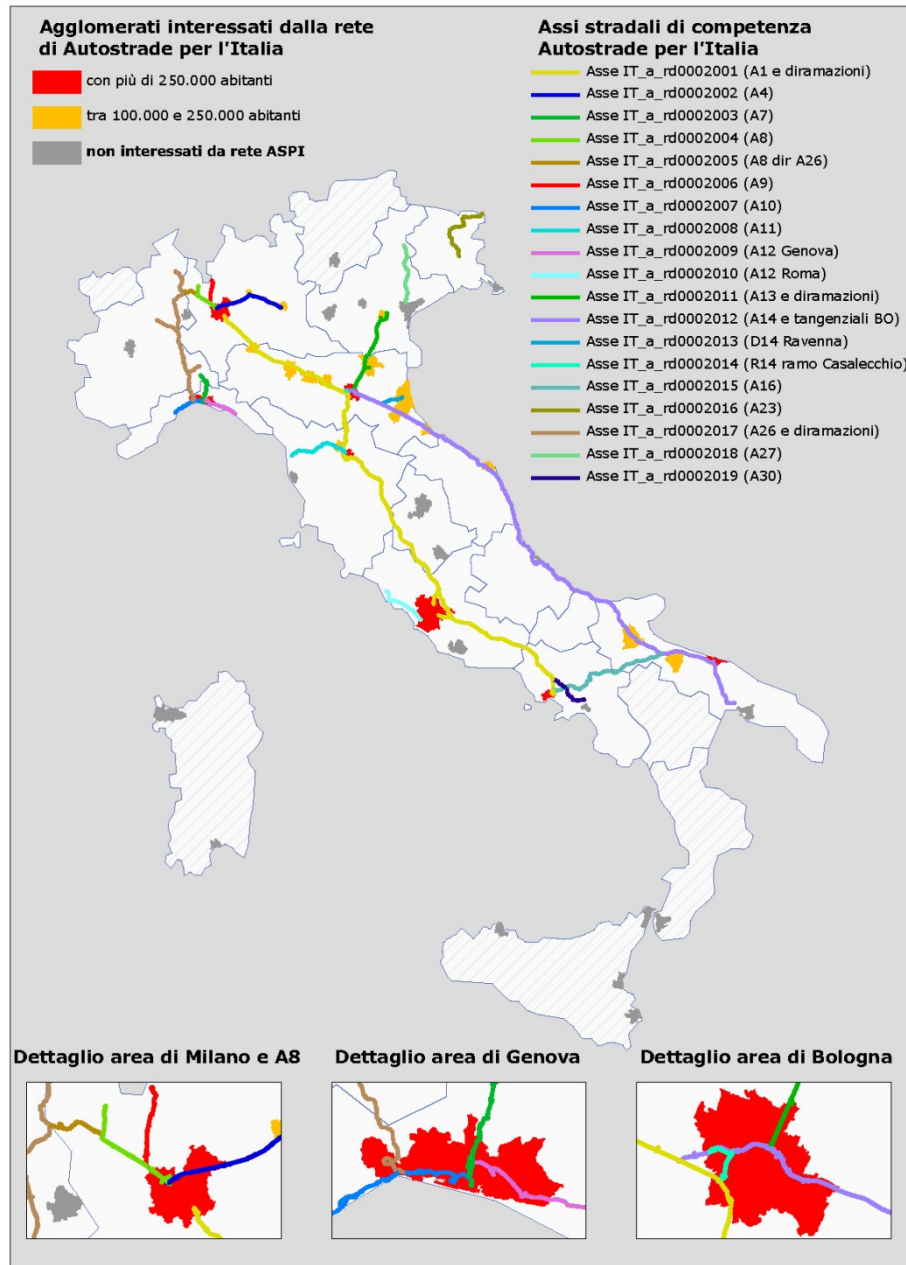 Agglomerati interessati dalla rete
di Autostrade per l'Italia
con più di 250.000 abitanti
tra 100.000 e 250.000 abitanti
non interessati da rete ASPI
Assi stradali di competenza
Autostrade per l'Italia
Asse IT_a_rd0002001 (A1 e diramazioni)
Asse IT_a_rd0002002 (A4)
Asse IT_a_rd0002003 (A7)
Asse IT_a_rd0002004 (A8)
Asse IT_a_rd0002005 (A8 dir A26)
Asse IT_a_rd0002006 (A9)
Asse IT_a_rd0002007 (A10)
Asse IT_a_rd0002008 (A11)
Asse IT_a_rd0002009 (A12 Genova)
Asse IT_a_rd0002010 (A12 Roma)
Asse IT_a_rd0002011 (A13 e diramazioni)
Asse IT_a_rd0002012 (A14 e tangenziali BO)
Asse IT_a_rd0002013 (D14 Ravenna)
Asse IT_a_rd0002014 (R14 ramo Casalecchio)
Asse IT_a_rd0002015 (A16)
Asse IT_a_rd0002016 (A23)
Asse IT_a_rd0002017 (A26 e diramazioni)
Asse IT_a_rd0002018 (A27)
Asse IT_a_rd0002019 (A30)
Dettaglio area di Milano e A8
Dettaglio area di Genova
Dettaglio area di Bologna